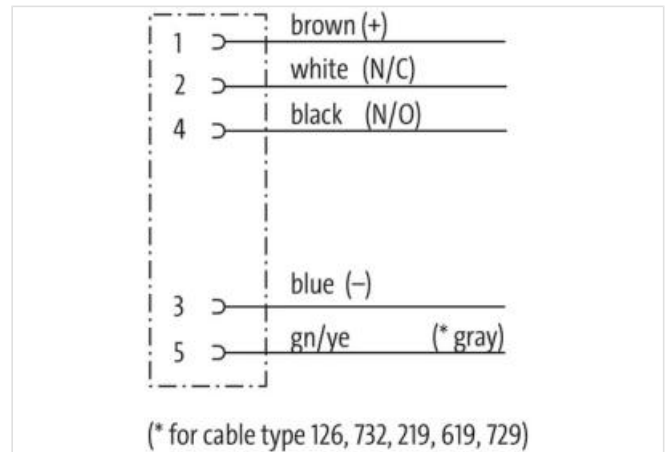 1 brown (+)
2 white (N/C)
4 black (N/O)
3 blue (–)
5 gn/ye (* gray)
(* for cable type 126, 732, 219, 619, 729)